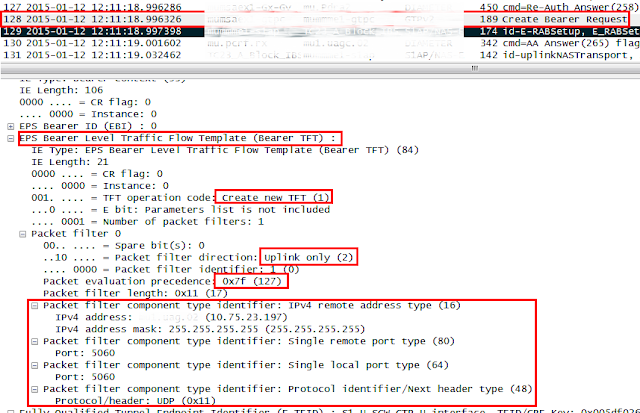 127 2015-01-12 12:11:18.996286 450 cmd=Re-Auth Answer(258)
128 2015-01-12 12:11:18.996326 189 Create Bearer Request
129 2015-01-12 12:11:18.997398 174 id-E-RABSetup, E_RABSet
130 2015-01-12 12:11:19.001602 342 cmd=AA Answer(265) flag
131 2015-01-12 12:11:19.032462 142 id-uplinkNASTransport,
IE Length: 106
0000 .... = CR flag: 0
.... 0000 = Instance: 0
EPS Bearer ID (EBI) : 0
EPS Bearer Level Traffic Flow Template (Bearer TFT) :
IE Type: EPS Bearer Level Traffic Flow Template (Bearer TFT) (84)
IE Length: 21
0000 .... = CR flag: 0
.... 0000 = Instance: 0
001. .... = TFT operation code: Create new TFT (1)
...0 .... = E bit: Parameters list is not included
.... 0001 = Number of packet filters: 1
Packet filter 0
00.. .... = Spare bit(s): 0
..10 .... = Packet filter direction: Uplink only (2)
.... 0000 = Packet filter identifier: 1 (0)
Packet evaluation precedence: 0x7f (127)
Packet filter length: 0x11 (17)
Packet filter component type identifier: IPv4 remote address type (16)
IPv4 address: (10.75.23.197)
IPv4 address mask: 255.255.255.255 (255.255.255.255)
Packet filter component type identifier: Single remote port type (80)
Port: 5060
Packet filter component type identifier: Single local port type (64)
Port: 5060
Packet filter component type identifier: Protocol identifier/Next header type (48)
Protocol/header: UDP (0x11)